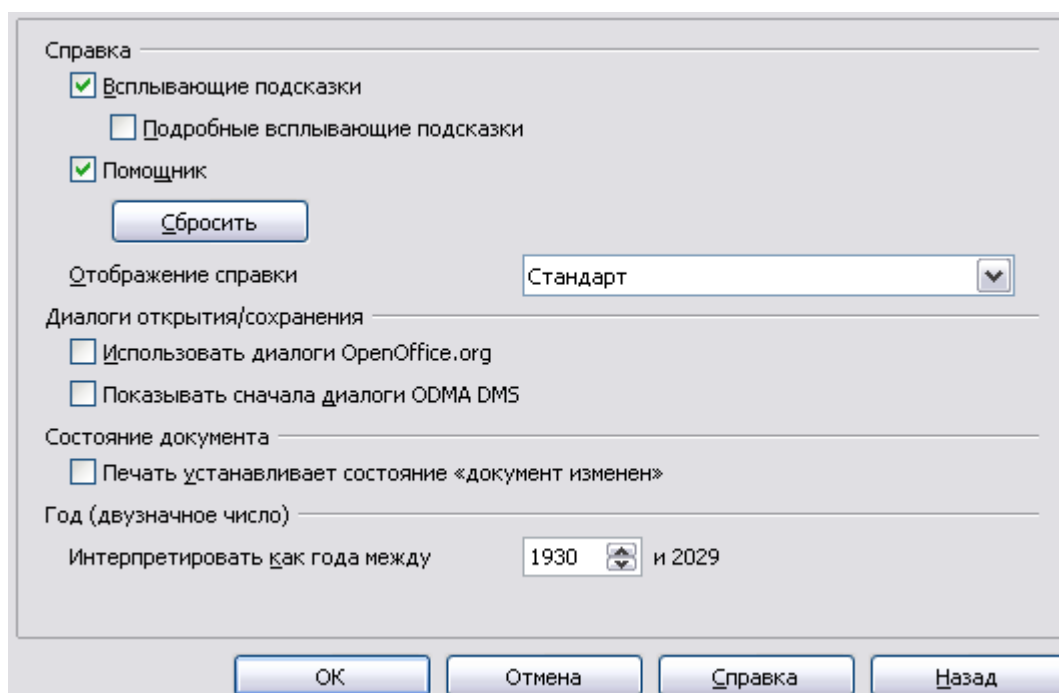 Справка
Всплывающие подсказки
Подробные всплывающие подсказки
Помощник
Сбросить
Отображение справки Стандарт
Диалоги открытия/сохранения
Использовать диалоги OpenOffice.org
Показывать сначала диалоги ODMA DMS
Состояние документа
Печать устанавливает состояние «документ изменен»
Год (двузначное число)
Интерпретировать как года между 1930 и 2029
ОК Отмена Справка Назад